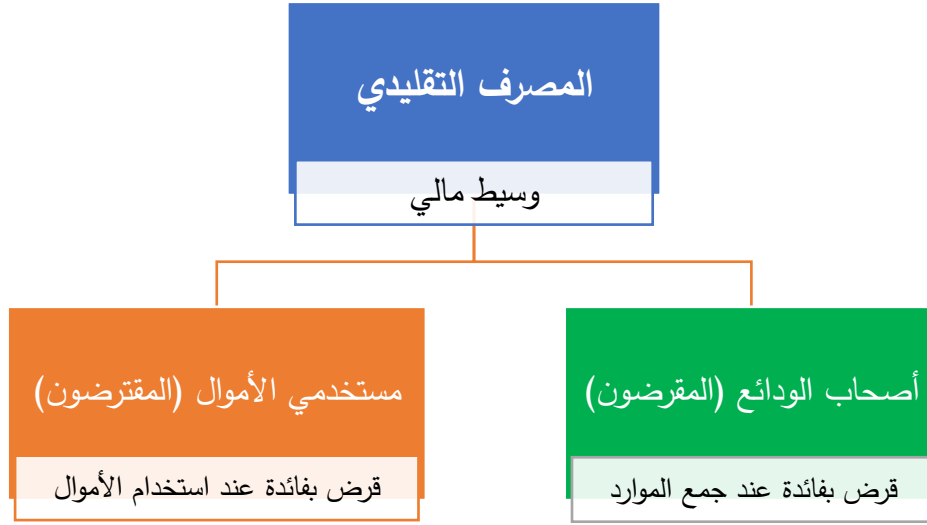 المصرف التقليدي
وسيط مالي
أصحاب الودائع (المقرضون)
قرض بفائدة عند جمع الموارد
مستخدمي الأموال (المقترضون)
قرض بفائدة عند استخدام الأموال